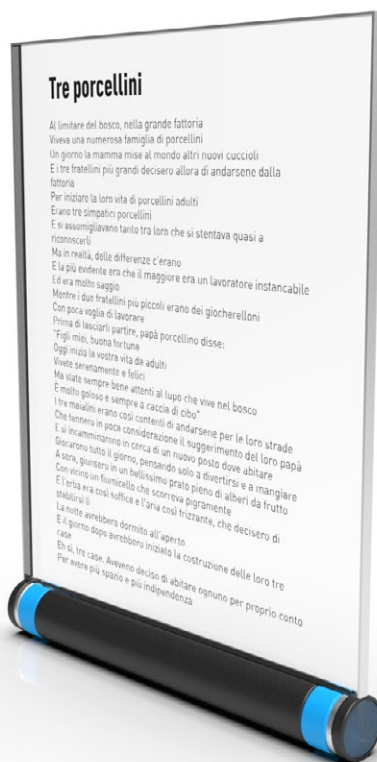 Tre porcellini
Al limitare del bosco, nella grande fattoria
Viveva una numerosa famiglia di porcellini
Un giorno la mamma mise al mondo altri nuovi cuccioli
E i tre fratellini più grandi decisero allora di andarsene dalla
fattoria
Per iniziare la loro vita di porcellini adulti
Erano tre simpatici porcellini
E si assomigliavano tanto tra loro che si stentava quasi a
riconoscerli
Ma in realtà, delle differenze c'erano
E la più evidente era che il maggiore era un lavoratore instancabile
Ed era molto saggio
Mentre i due fratellini più piccoli erano dei giocherelloni
Con poca voglia di lavorare
Prima di lasciarli partire, papà porcellino disse:
"Figli miei, buona fortuna
Oggi inizia la vostra vita da adulti
Vivete serenamente e felici
Ma state sempre bene attenti al lupo che vive nel bosco
È molto goloso e sempre a caccia di cibo"
I tre maialini erano così contenti di andarsene per le loro strade
Che tennero in poca considerazione il suggerimento del loro papà
E si incamminarono in cerca di un nuovo posto dove abitare
Giocarono tutto il giorno, pensando solo a divertirsi e a mangiare
A sera, giunsero in un bellissimo prato pieno di alberi da frutto
Con vicino un fiumicello che scorreva pigramente
E l'erba era così soffice e l'aria così frizzante, che decisero di
stabilirsi lì
La notte avrebbero dormito all'aperto
E il giorno dopo avrebbero iniziato la costruzione delle loro tre
case
Eh sì, tre case. Avevano deciso di abitare ognuno per proprio conto
Per avere più spazio e più indipendenza